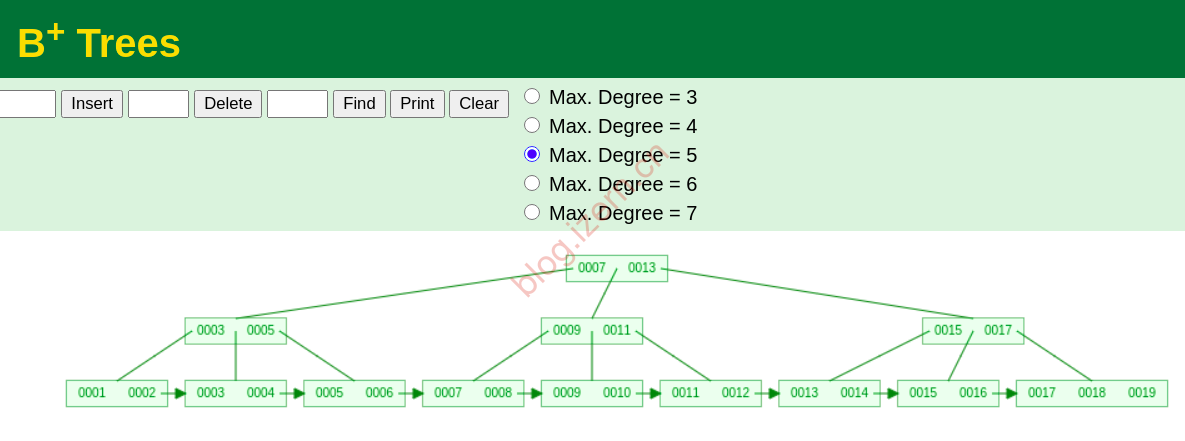 B+ Trees
Insert Delete Find Print Clear
Max. Degree = 3
Max. Degree = 4
Max. Degree = 5
Max. Degree = 6
Max. Degree = 7
blog.izem.cn
0007 0013
0003 0005 0009 0011 0015 0017
0001 0002 0003 0004 0005 0006 0007 0008 0009 0010 0011 0012 0013 0014 0015 0016 0017 0018 0019